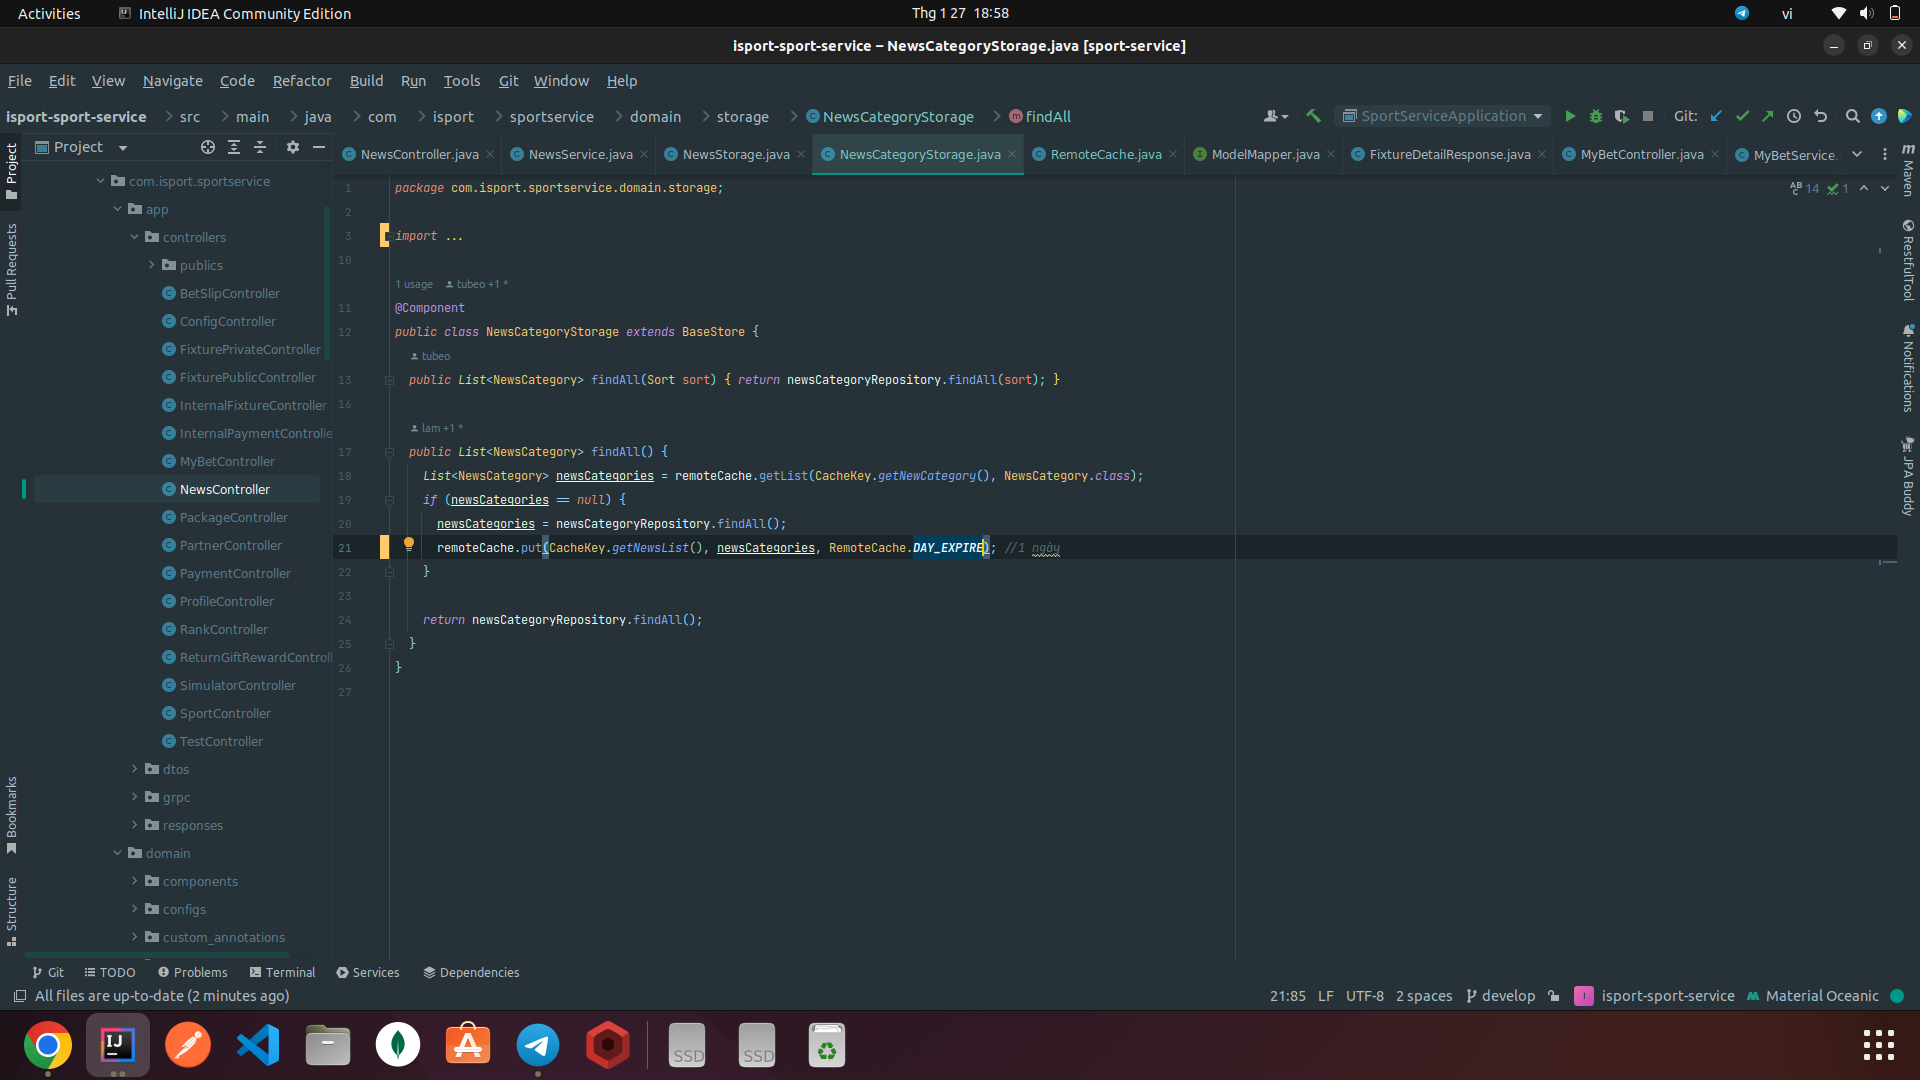 Activities
IntelliJ IDEA Community Edition
Thg 1 27 18:58
vi
isport-sport-service – NewsCategoryStorage.java [sport-service]
File Edit View Navigate Code Refactor Build Run Tools Git Window Help
isport-sport-service src main java com isport sportservice domain storage NewsCategoryStorage findAll
SportServiceApplication
Git:
Project
NewsController.java NewsService.java NewsStorage.java NewsCategoryStorage.java RemoteCache.java ModelMapper.java FixtureDetailResponse.java MyBetController.java MyBetService.
Project
Pull Requests
Bookmarks
Structure
com.isport.sportservice
app
controllers
publics
BetSlipController
ConfigController
FixturePrivateController
FixturePublicController
InternalFixtureController
InternalPaymentControlle
MyBetController
NewsController
PackageController
PartnerController
PaymentController
ProfileController
RankController
ReturnGiftRewardControll
SimulatorController
SportController
TestController
dtos
grpc
responses
domain
components
configs
custom_annotations
1 package com.isport.sportservice.domain.storage;
2
3 import ...
10
1 usage tubeo +1 *
11 @Component
12 public class NewsCategoryStorage extends BaseStore {
tubeo
13 public List<NewsCategory> findAll(Sort sort) { return newsCategoryRepository.findAll(sort); }
16
lam +1 *
17 public List<NewsCategory> findAll() {
18 List<NewsCategory> newsCategories = remoteCache.getList(CacheKey.getNewCategory(), NewsCategory.class);
19 if (newsCategories == null) {
20 newsCategories = newsCategoryRepository.findAll();
21 remoteCache.put(CacheKey.getNewsList(), newsCategories, RemoteCache.DAY_EXPIRE); //1 ngày
22 }
23
24 return newsCategoryRepository.findAll();
25 }
26 }
27
14 1
Maven
RestfulTool
Notifications
JPA Buddy
Git TODO Problems Terminal Services Dependencies
All files are up-to-date (2 minutes ago)
21:85 LF UTF-8 2 spaces develop isport-sport-service Material Oceanic
IJ
SSD SSD